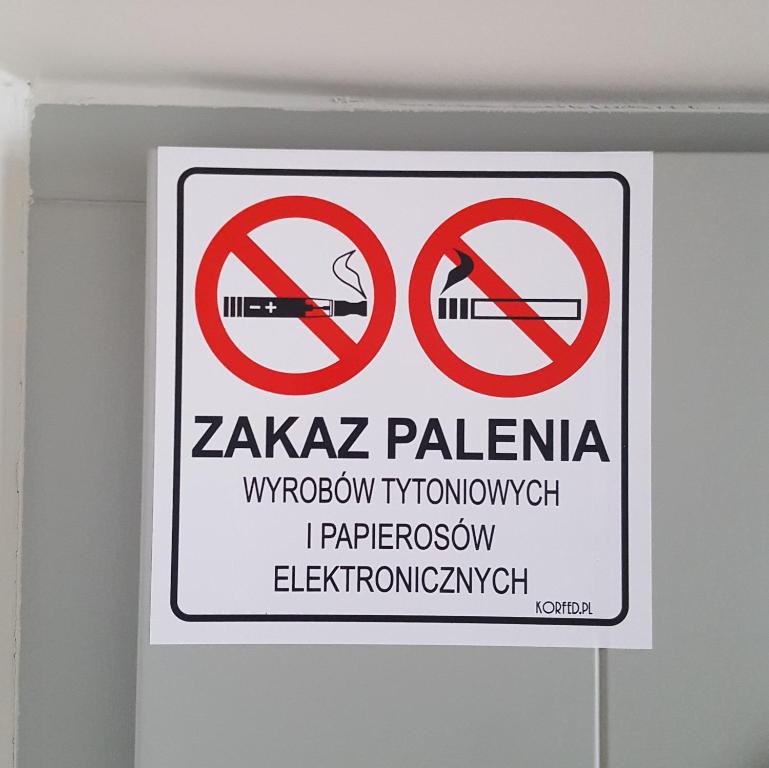 ZAKAZ PALENIA
WYROBÓW TYTONIOWYCH
I PAPIEROSÓW
ELEKTRONICZNYCH
KORFED.PL